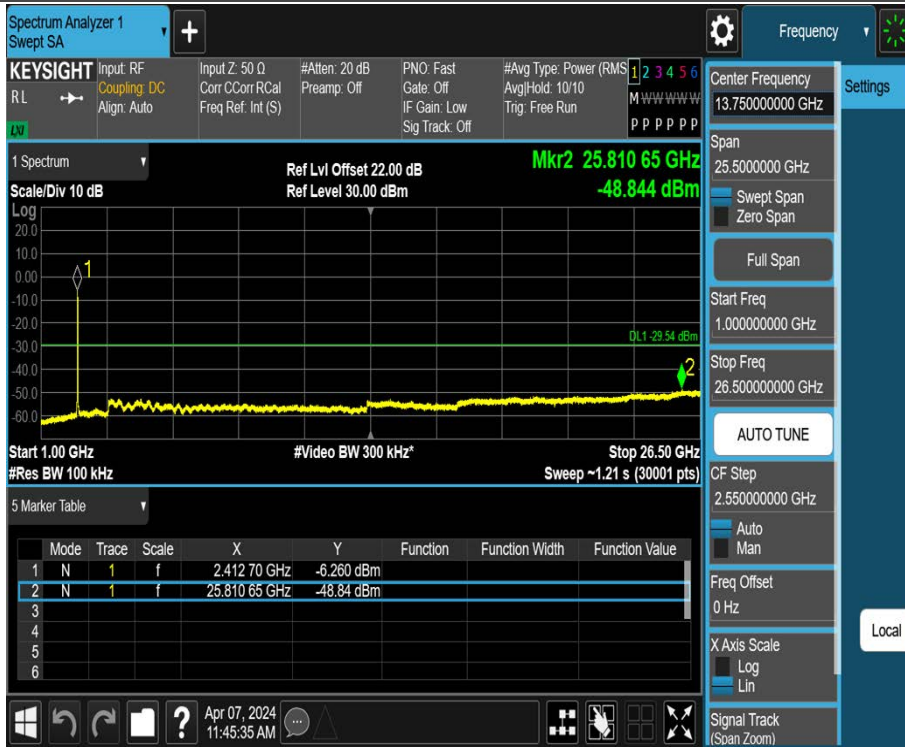 Spectrum Analyzer 1
Swept SA
+
Frequency
KEYSIGHT Input: RF Input Z: 50 Ω #Atten: 20 dB PNO: Fast #Avg Type: Power (RMS 1 2 3 4 5 6
RL Coupling: DC Corr CCorr RCal Preamp: Off Gate: Off Avg|Hold: 10/10 M W W W W W
Align: Auto Freq Ref: Int (S) IF Gain: Low Trig: Free Run
LXI Sig Track: Off P P P P P P
1 Spectrum
Ref Lvl Offset 22.00 dB Mkr2 25.810 65 GHz
Scale/Div 10 dB Ref Level 30.00 dBm -48.844 dBm
Log
20.0
10.0
1
0.00
-10.0
-20.0
DL1 -29.54 dBm
-30.0
-40.0
2
-50.0
-60.0
Start 1.00 GHz #Video BW 300 kHz* Stop 26.50 GHz
#Res BW 100 kHz Sweep ~1.21 s (30001 pts)
5 Marker Table
Mode Trace Scale X Y Function Function Width Function Value
1 N 1 f 2.412 70 GHz -6.260 dBm
2 N 1 f 25.810 65 GHz -48.84 dBm
3
4
5
6
?
Apr 07, 2024
11:45:35 AM
Center Frequency
13.750000000 GHz
Span
25.5000000 GHz
Swept Span
Zero Span
Full Span
Start Freq
1.000000000 GHz
Stop Freq
26.500000000 GHz
AUTO TUNE
CF Step
2.550000000 GHz
Auto
Man
Freq Offset
0 Hz
X Axis Scale
Log
Lin
Signal Track
(Span Zoom)
Settings
Local